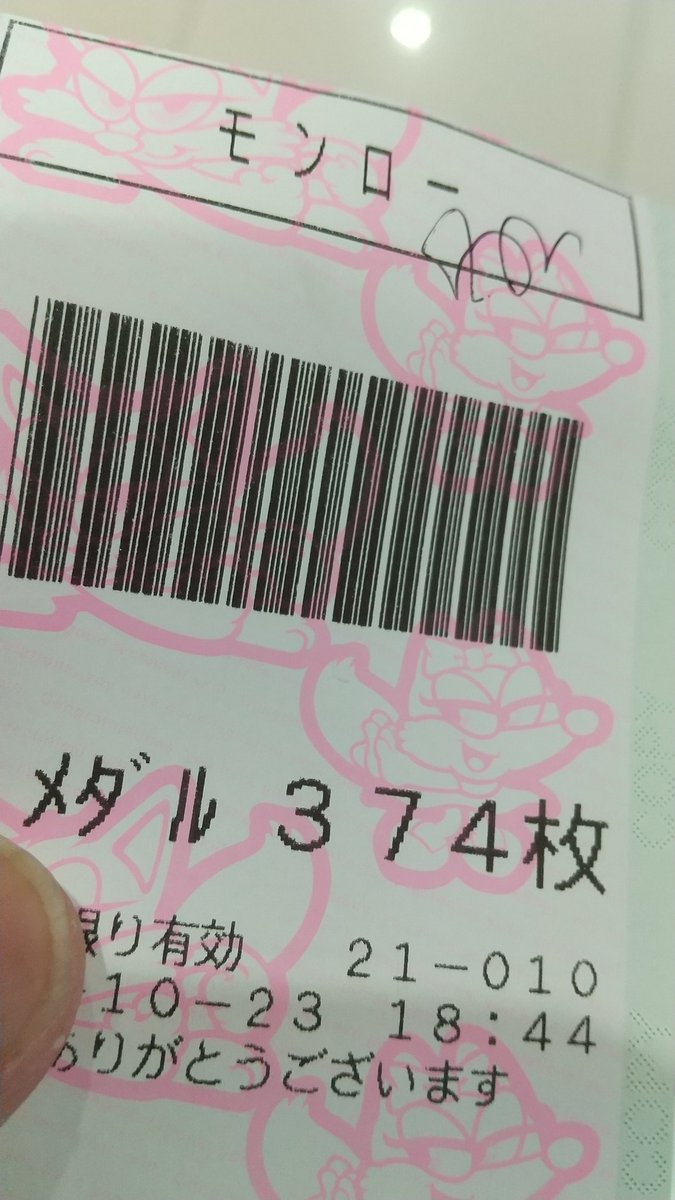 モンロー
メダル 374枚
限り有効 21-010
-10-23 18:44
ありがとうございます